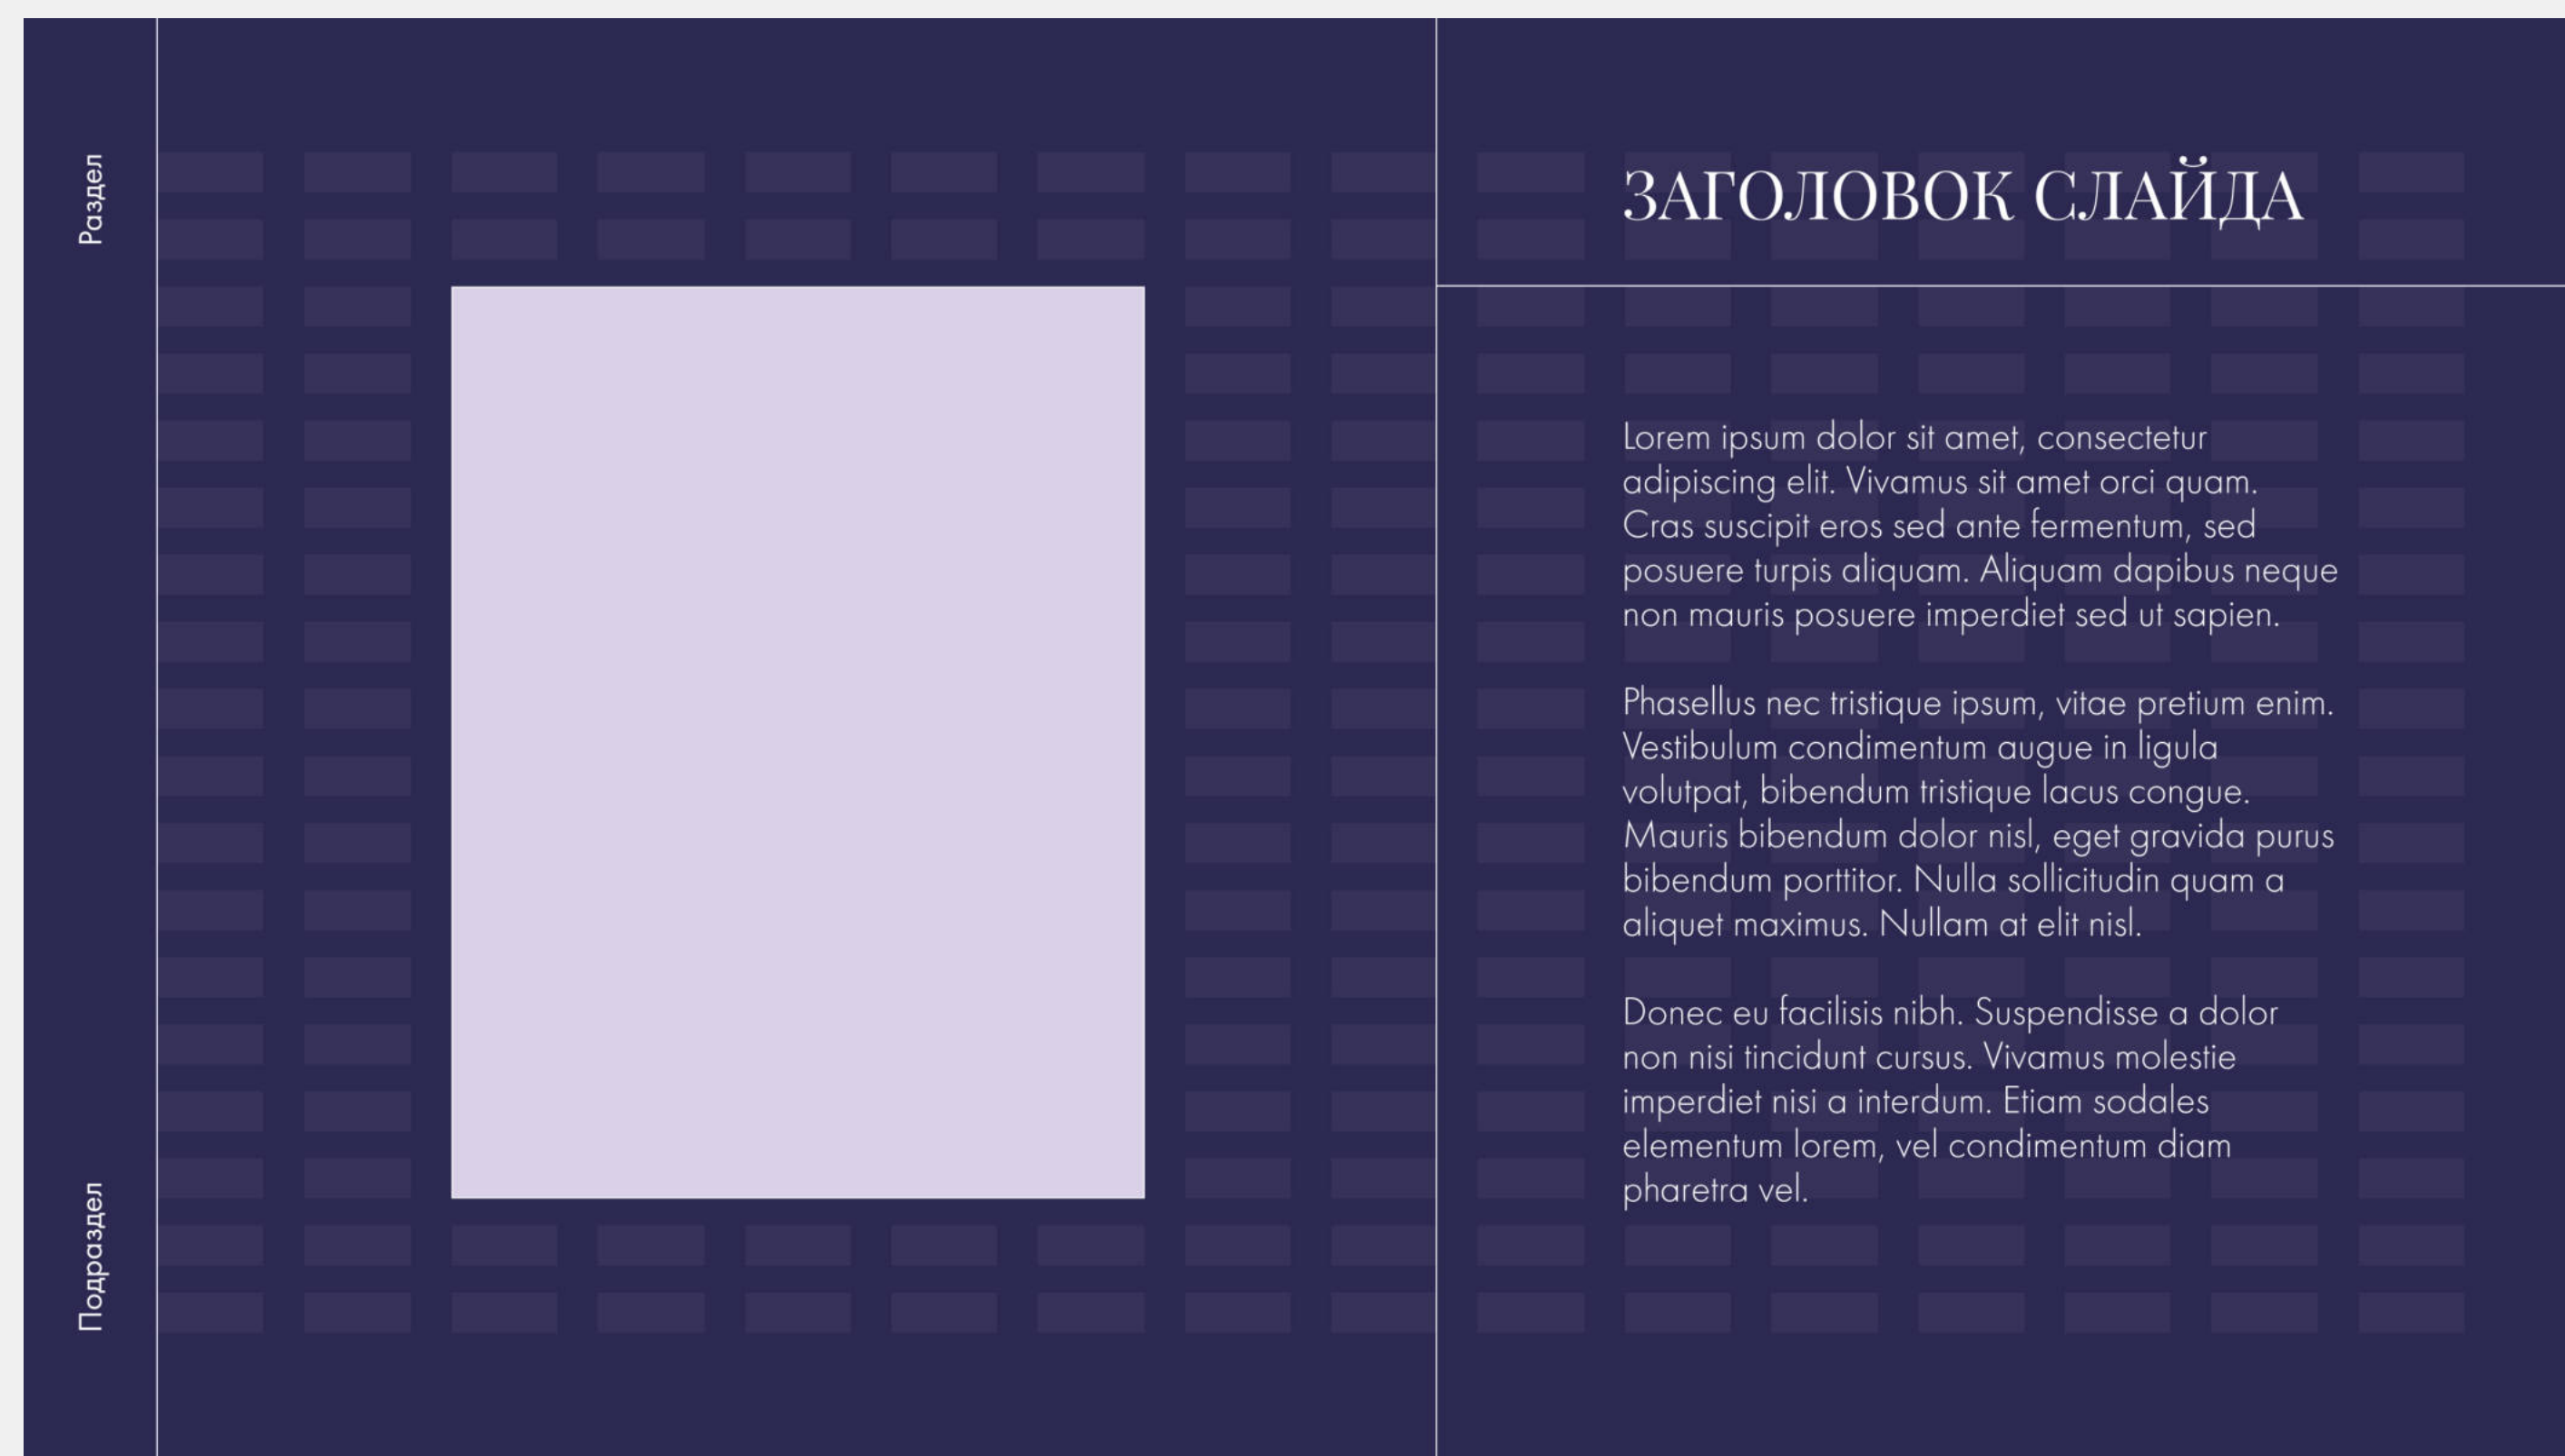 Раздел
Подраздел
ЗАГОЛОВОК СЛАЙДА
Lorem ipsum dolor sit amet, consectetur
adipiscing elit. Vivamus sit amet orci quam.
Cras suscipit eros sed ante fermentum, sed
posuere turpis aliquam. Aliquam dapibus neque
non mauris posuere imperdiet sed ut sapien.
Phasellus nec tristique ipsum, vitae pretium enim.
Vestibulum condimentum augue in ligula
volutpat, bibendum tristique lacus congue.
Mauris bibendum dolor nisl, eget gravida purus
bibendum porttitor. Nulla sollicitudin quam a
aliquet maximus. Nullam at elit nisl.
Donec eu facilisis nibh. Suspendisse a dolor
non nisi tincidunt cursus. Vivamus molestie
imperdiet nisi a interdum. Etiam sodales
elementum lorem, vel condimentum diam
pharetra vel.